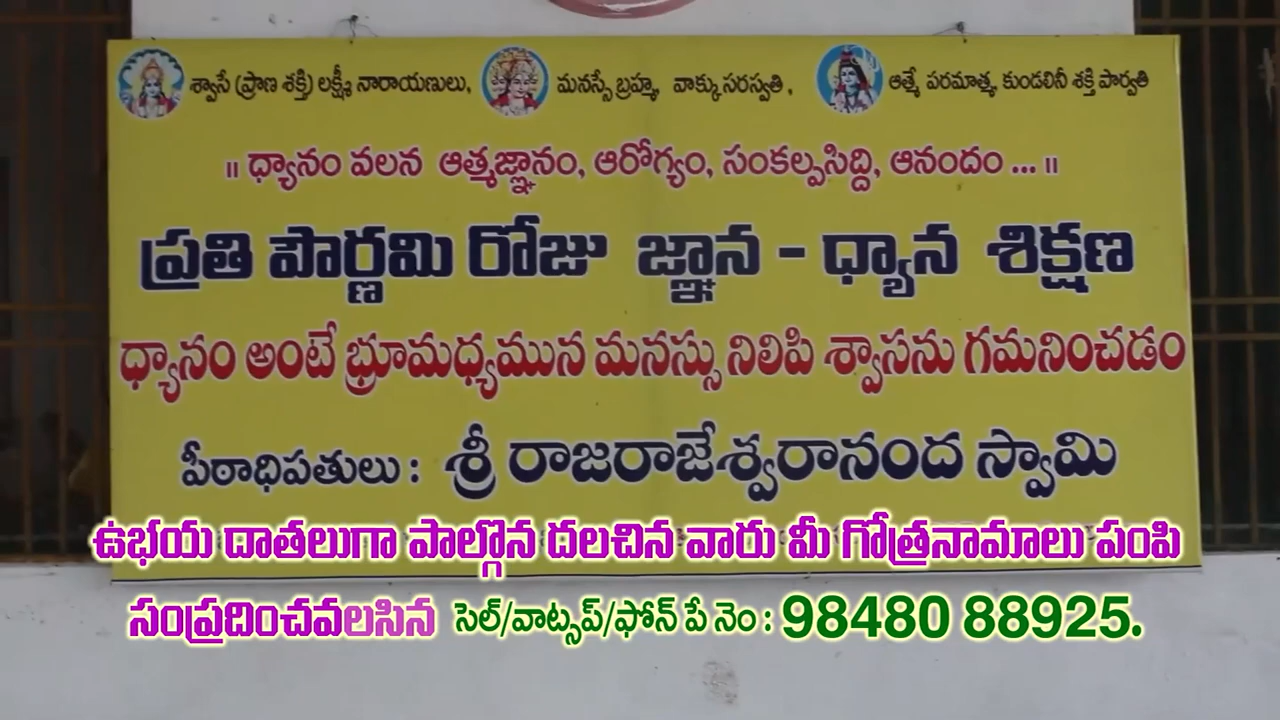 శ్వాసే (ప్రాణ శక్తి) లక్ష్మీ నారాయణులు, మనస్సే బ్రహ్మ, వాక్కు సరస్వతి, ఆత్మే పరమాత్మ, కుండలినీ శక్తి పార్వతి
॥ ధ్యానం వలన ఆత్మజ్ఞానం, ఆరోగ్యం, సంకల్పసిద్ది, ఆనందం ... ॥
ప్రతి పౌర్ణమి రోజు జ్ఞాన - ధ్యాన శిక్షణ
ధ్యానం అంటే భ్రూమధ్యమున మనస్సు నిలిపి శ్వాసను గమనించడం
పీఠాధిపతులు : శ్రీ రాజరాజేశ్వరానంద స్వామి
ఉభయ దాతలుగా పాల్గొన దలచిన వారు మీ గోత్రనామాలు పంపి
సంప్రదించవలసిన సెల్/వాట్సప్/ఫోన్ పే నెం : 98480 88925.